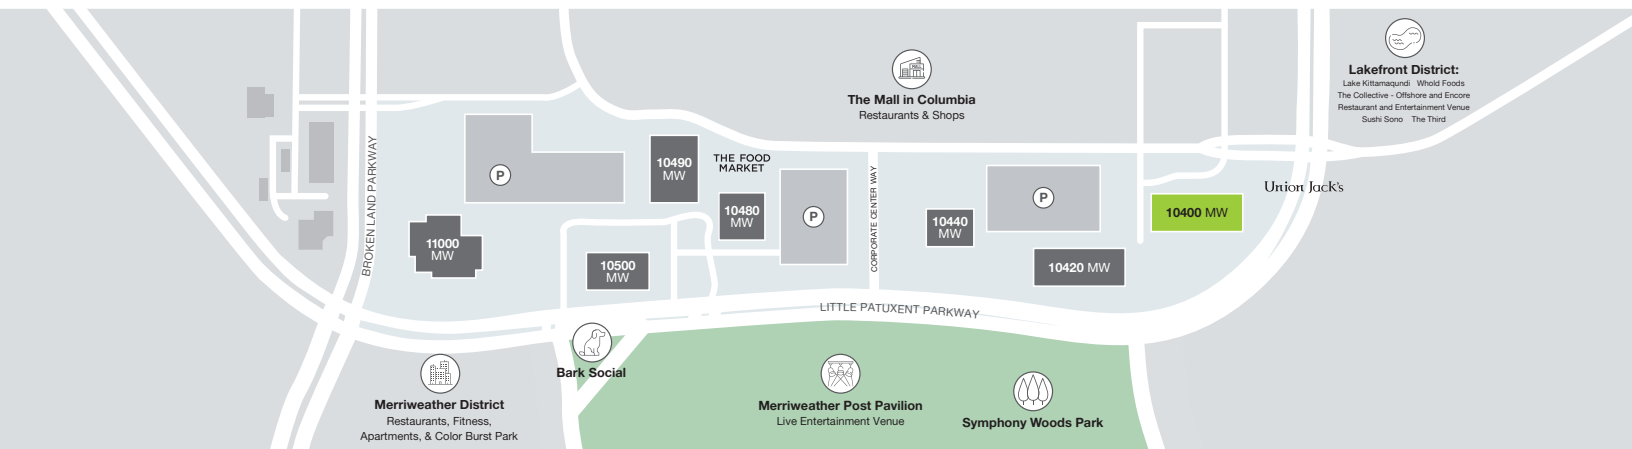 The Mall in Columbia
Restaurants & Shops
MALL
Lakefront District:
Lake Kittamaqundi Whold Foods
The Collective - Offshore and Encore
Restaurant and Entertainment Venue
Sushi Sono The Third
BROKEN LAND PARKWAY
P
10490
MW
THE FOOD
MARKET
10480
MW
P
CORPORATE CENTER WAY
P
Union Jack's
10400 MW
11000
MW
10500
MW
10440
MW
10420 MW
LITTLE PATUXENT PARKWAY
Bark Social
Merriweather District
Restaurants, Fitness,
Apartments, & Color Burst Park
Merriweather Post Pavilion
Live Entertainment Venue
Symphony Woods Park